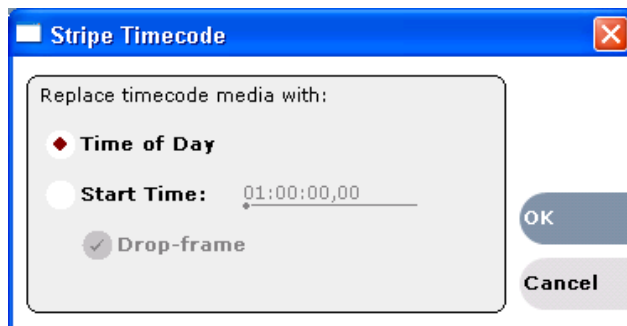 Stripe Timecode
Replace timecode media with:
Time of Day
Start Time: 01:00:00,00
Drop-frame
OK
Cancel